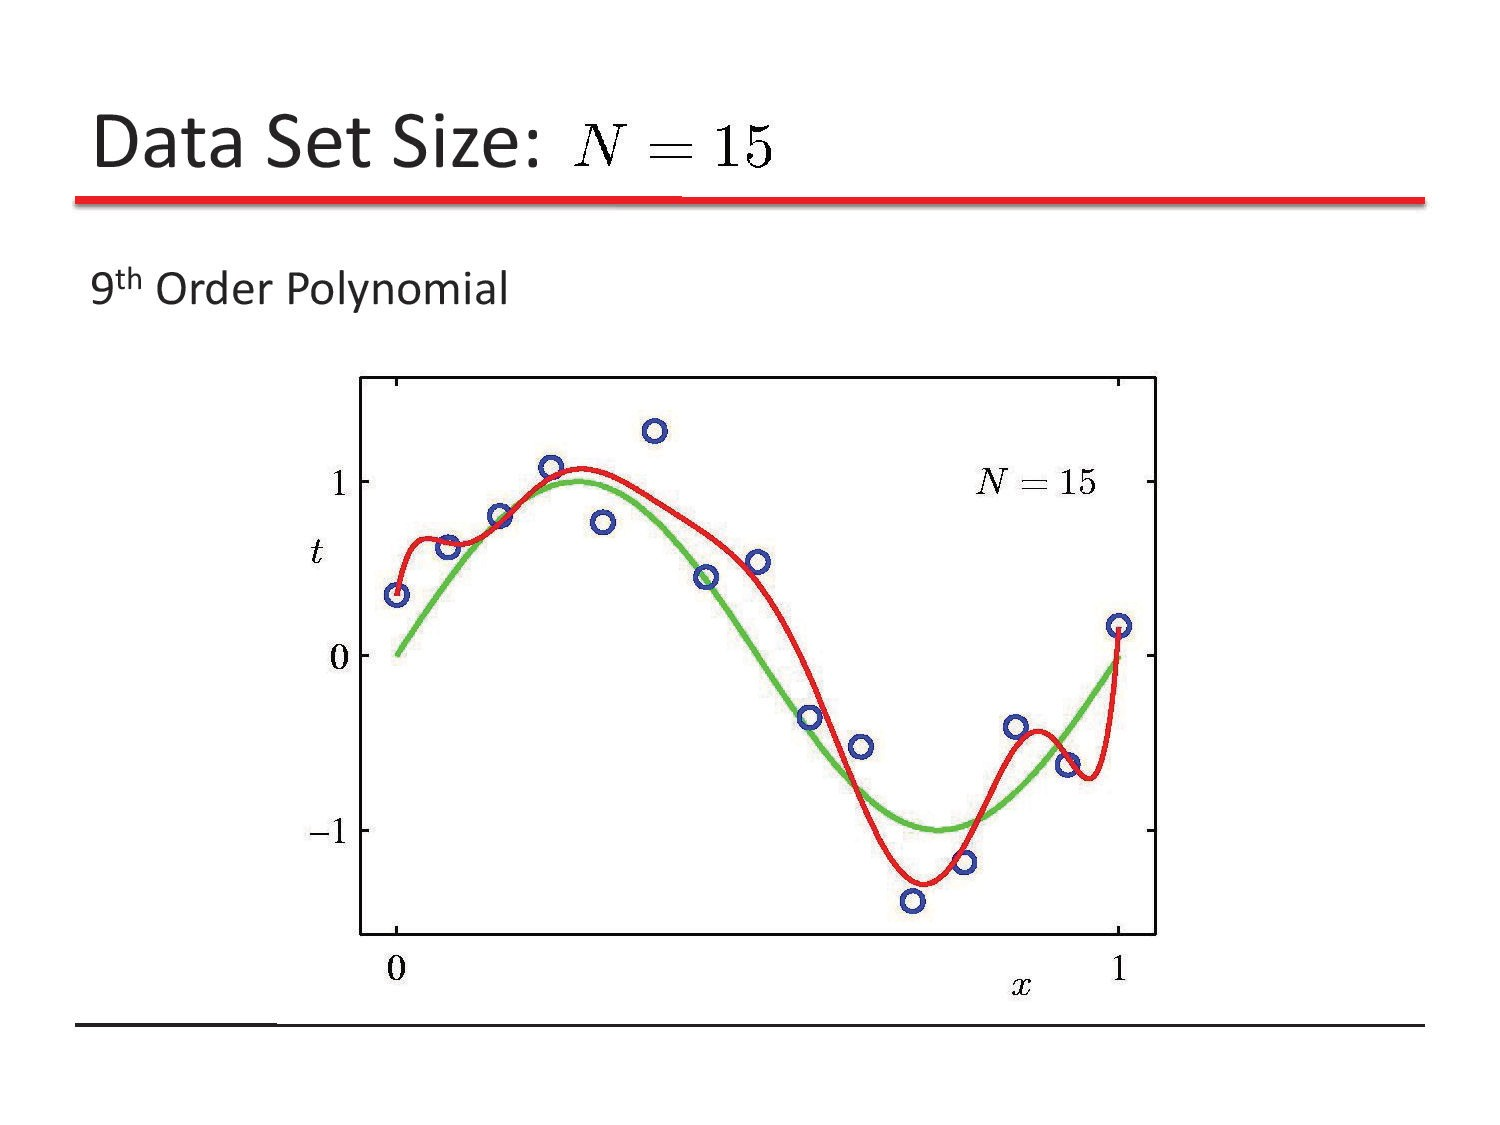 Data Set Size: N = 15
9th Order Polynomial
N = 15
1
t
0
−1
0
1
x